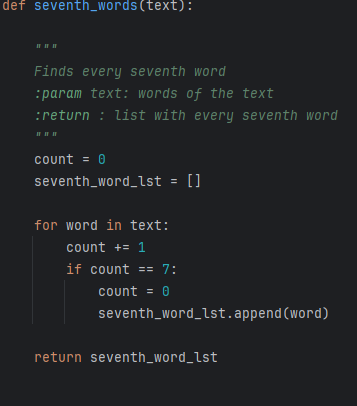 def seventh_words(text):
    """
    Finds every seventh word
    :param text: words of the text
    :return : list with every seventh word
    """
    count = 0
    seventh_word_lst = []
    for word in text:
        count += 1
        if count == 7:
            count = 0
            seventh_word_lst.append(word)
    return seventh_word_lst